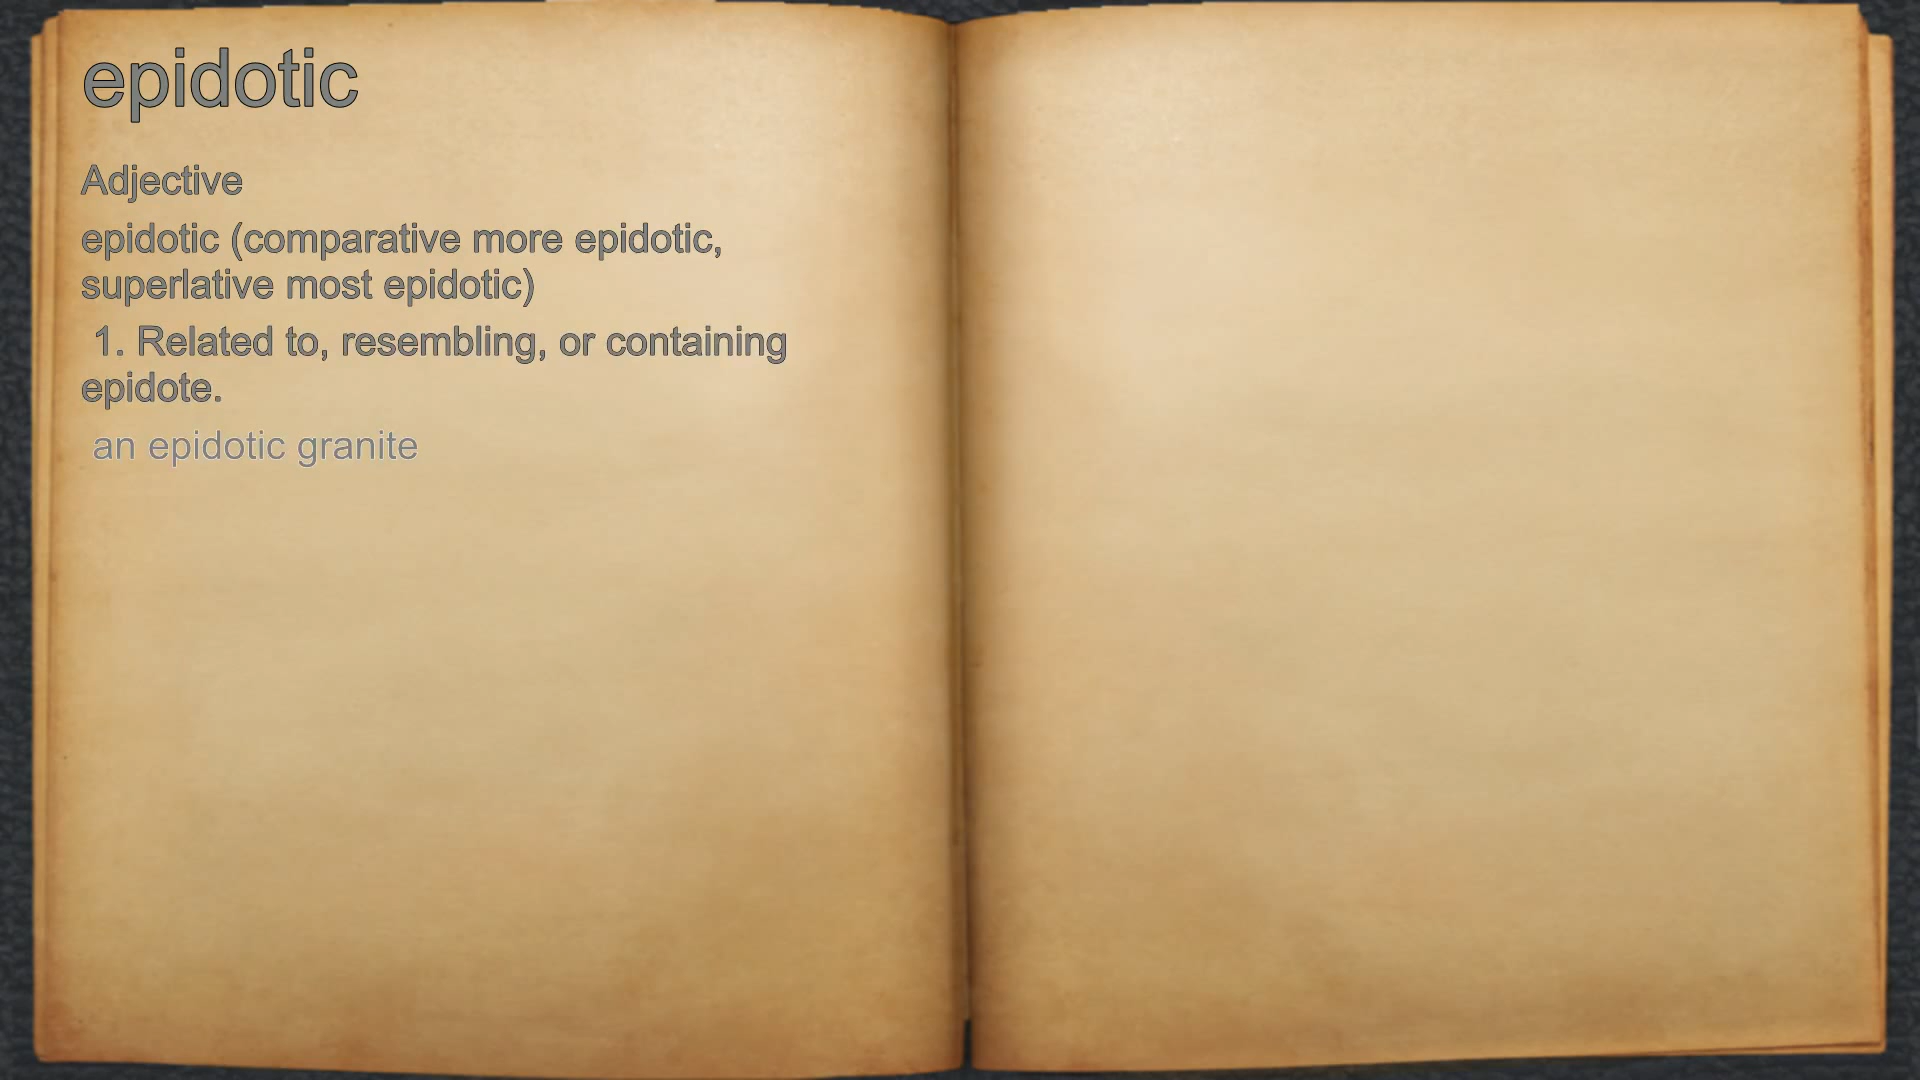 epidotic
Adjective
epidotic (comparative more epidotic,
superlative most epidotic)
1. Related to, resembling, or containing
epidote.
an epidotic granite